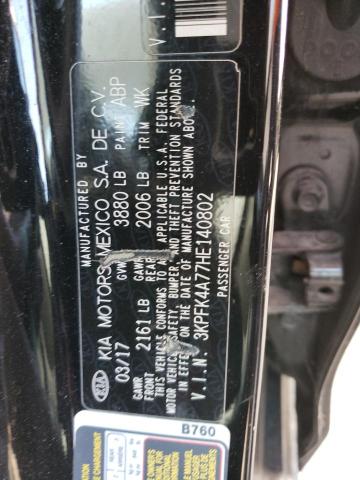 MANUFACTURED BY
KIA KIA MOTORS MEXICO S.A. DE C.V.
03/17 GVWR 3880 LB PAINT ABP
GAWR FRONT 2161 LB GAWR REAR 2006 LB TRIM WK
THIS VEHICLE CONFORMS TO ALL APPLICABLE U.S.A. FEDERAL
MOTOR VEHICLE SAFETY, BUMPER, AND THEFT PREVENTION STANDARDS
IN EFFECT ON THE DATE OF MANUFACTURE SHOWN ABOVE.
V.I.N. 3KPFK4A77HE140802
PASSENGER CAR
V.I.
B760